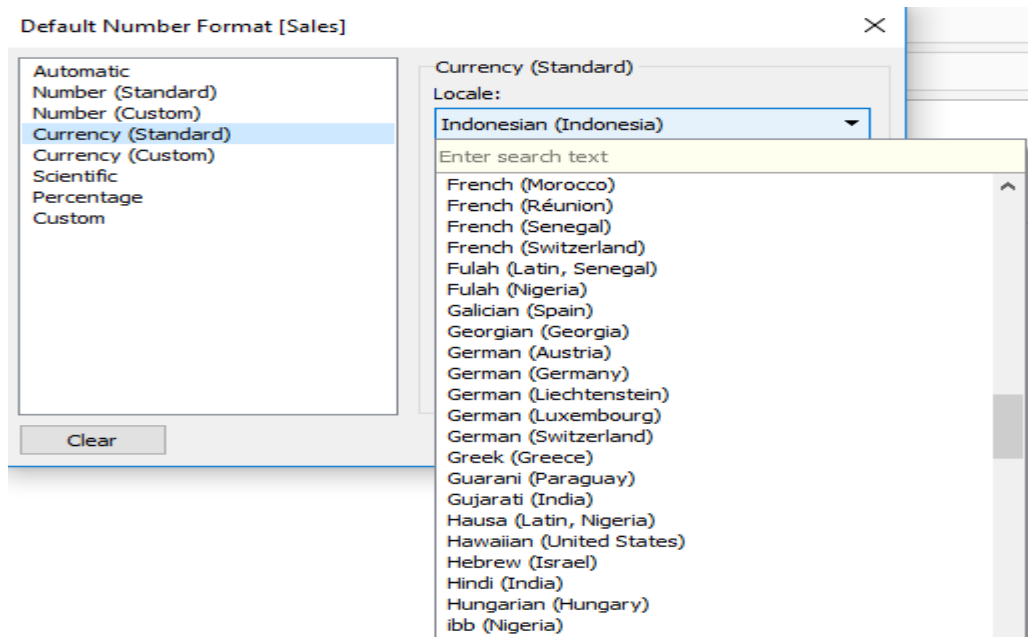 Default Number Format [Sales]
Automatic
Number (Standard)
Number (Custom)
Currency (Standard)
Currency (Custom)
Scientific
Percentage
Custom
Clear
Currency (Standard)
Locale:
Indonesian (Indonesia)
Enter search text
French (Morocco)
French (Réunion)
French (Senegal)
French (Switzerland)
Fulah (Latin, Senegal)
Fulah (Nigeria)
Galician (Spain)
Georgian (Georgia)
German (Austria)
German (Germany)
German (Liechtenstein)
German (Luxembourg)
German (Switzerland)
Greek (Greece)
Guarani (Paraguay)
Gujarati (India)
Hausa (Latin, Nigeria)
Hawaiian (United States)
Hebrew (Israel)
Hindi (India)
Hungarian (Hungary)
ibb (Nigeria)